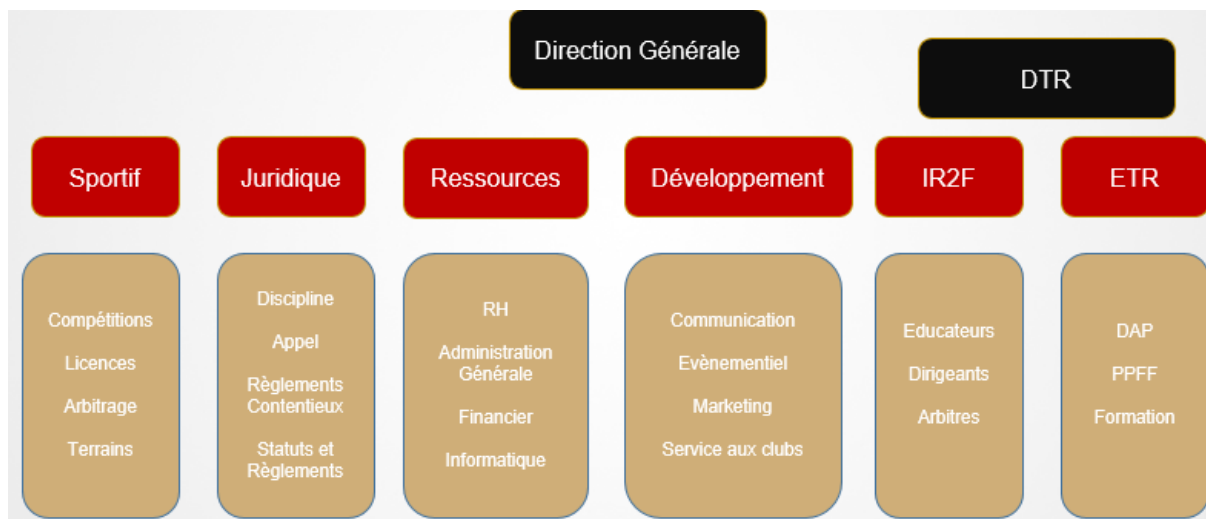 Direction Générale
DTR
Sportif
Juridique
Ressources
Développement
IR2F
ETR
Compétitions
Licences
Arbitrage
Terrains
Discipline
Appel
Règlements
Contentieux
Statuts et
Règlements
RH
Administration
Générale
Financier
Informatique
Communication
Evènementiel
Marketing
Service aux clubs
Educateurs
Dirigeants
Arbitres
DAP
PPFF
Formation